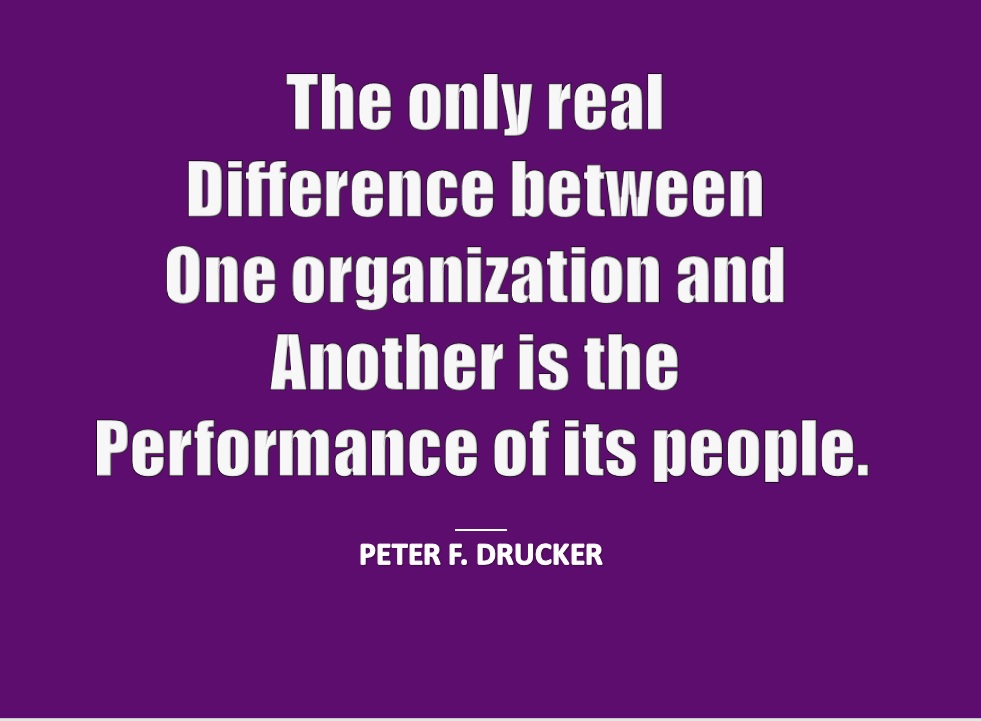 The only real
Difference between
One organization and
Another is the
Performance of its people.
PETER F. DRUCKER